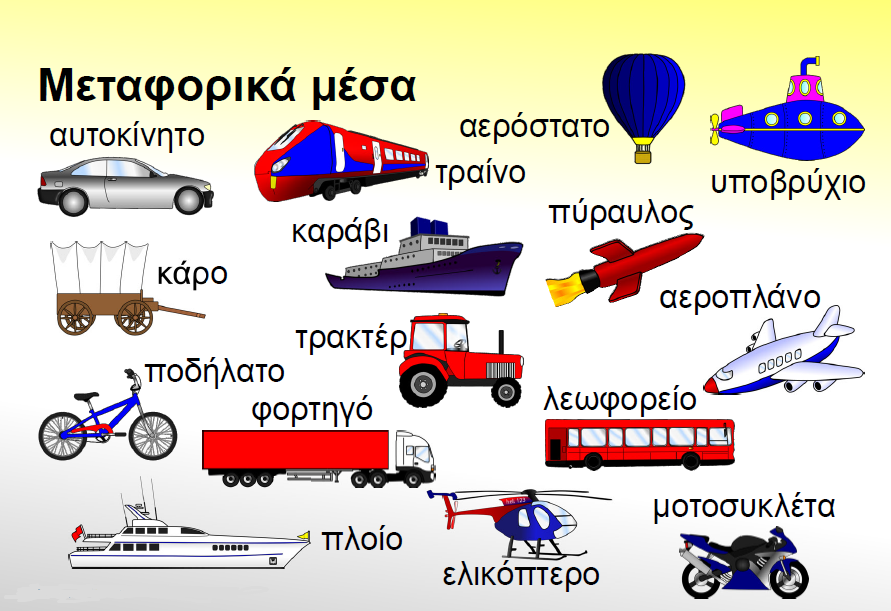 Μεταφορικά μέσα
αυτοκίνητο
τραίνο
αερόστατο
υποβρύχιο
κάρο
καράβι
πύραυλος
αεροπλάνο
τρακτέρ
ποδήλατο
φορτηγό
λεωφορείο
πλοίο
ελικόπτερο
μοτοσυκλέτα